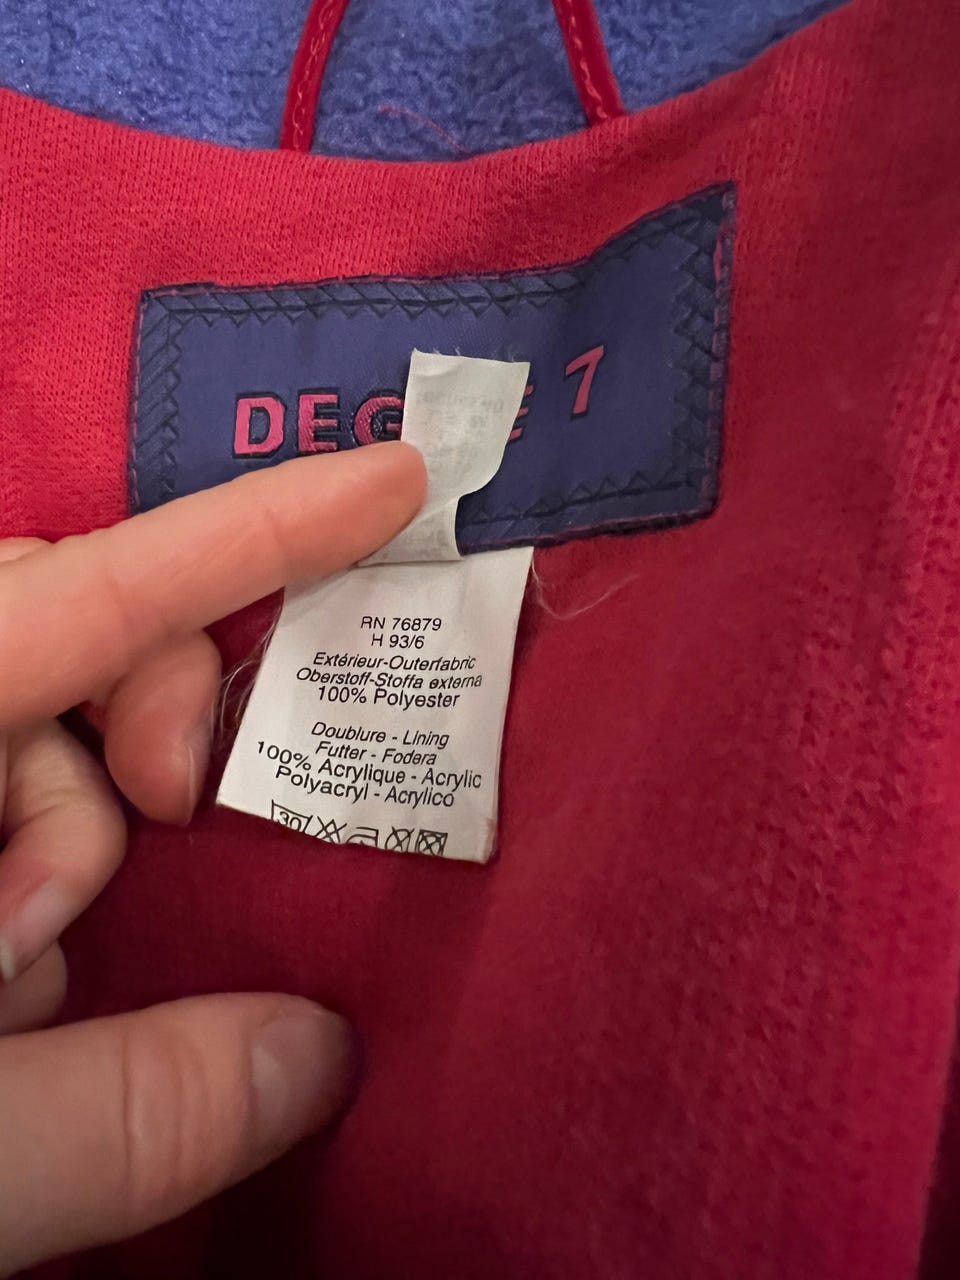 DEG E 7
RN 76879
H 93/6
Extérieur-Outerfabric
Oberstoff-Stoffa externa
100% Polyester
Doublure - Lining
Futter - Fodera
100% Acrylique - Acrylic
Polyacryl - Acrylico
30